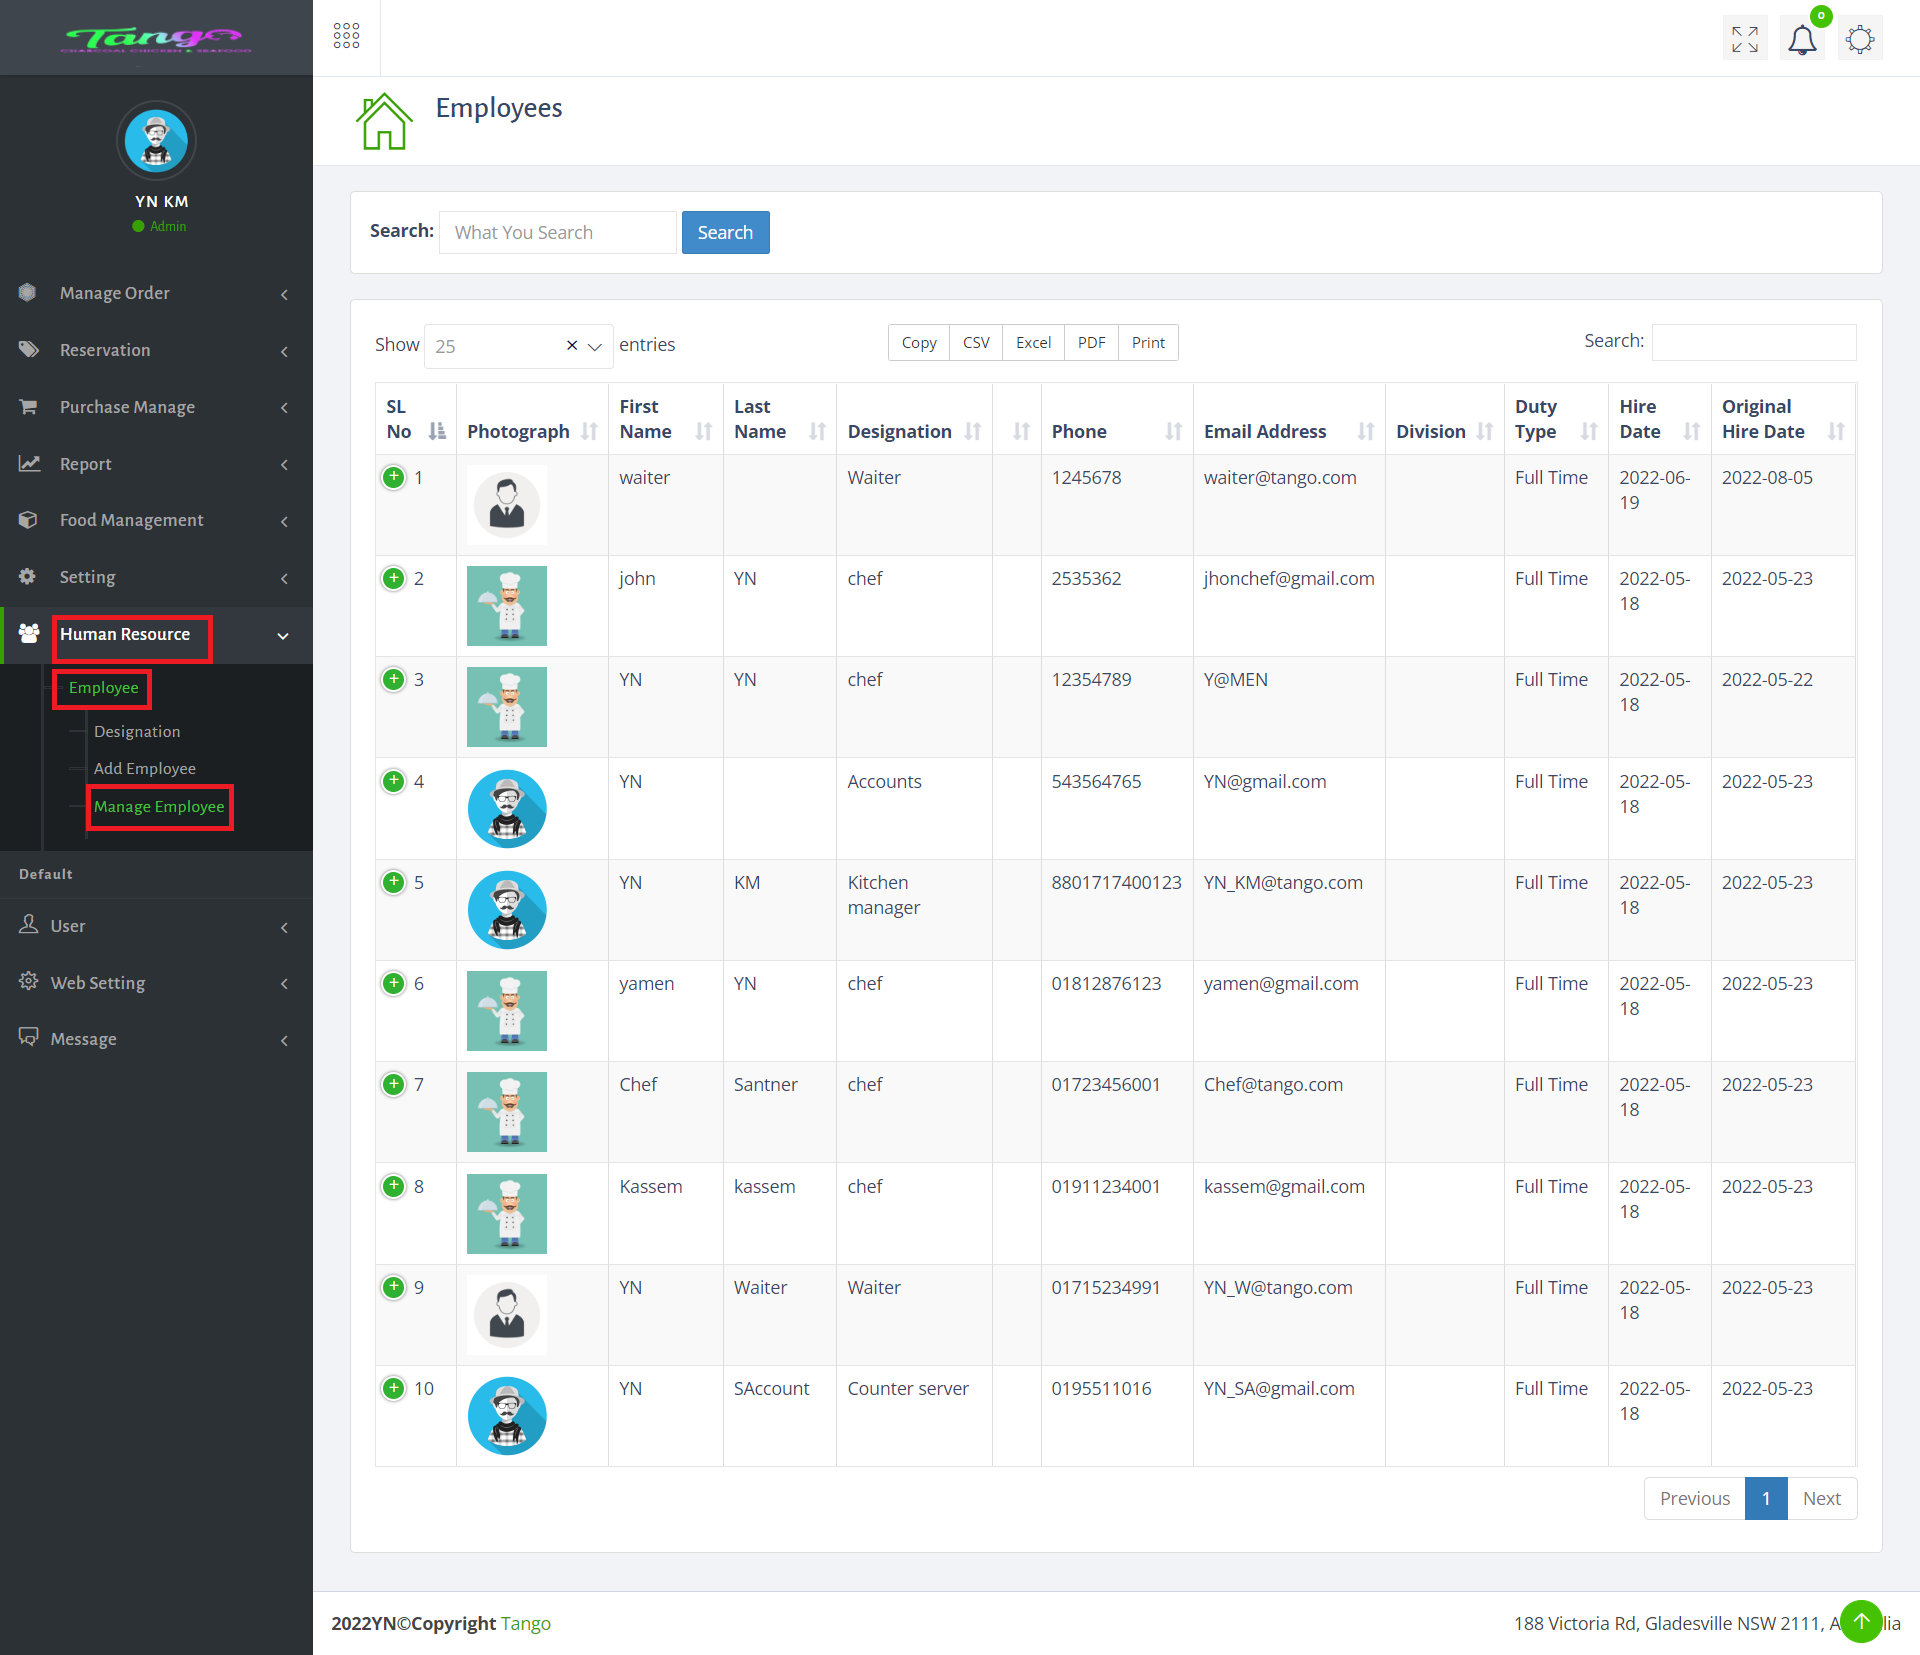 Tango
CHARCOAL CHICKEN & SEAFOOD
YN KM
Admin
Manage Order
Reservation
Purchase Manage
Report
Food Management
Setting
Human Resource
Employee
Designation
Add Employee
Manage Employee
Default
User
Web Setting
Message
0
Employees
Search: What You Search Search
Show 25 × entries
Copy CSV Excel PDF Print
Search:
SL No Photograph First Name Last Name Designation Phone Email Address Division Duty Type Hire Date Original Hire Date
1 waiter Waiter 1245678 waiter@tango.com Full Time 2022-06-19 2022-08-05
2 john YN chef 2535362 jhonchef@gmail.com Full Time 2022-05-18 2022-05-23
3 YN YN chef 12354789 Y@MEN Full Time 2022-05-18 2022-05-22
4 YN Accounts 543564765 YN@gmail.com Full Time 2022-05-18 2022-05-23
5 YN KM Kitchen manager 8801717400123 YN_KM@tango.com Full Time 2022-05-18 2022-05-23
6 yamen YN chef 01812876123 yamen@gmail.com Full Time 2022-05-18 2022-05-23
7 Chef Santner chef 01723456001 Chef@tango.com Full Time 2022-05-18 2022-05-23
8 Kassem kassem chef 01911234001 kassem@gmail.com Full Time 2022-05-18 2022-05-23
9 YN Waiter Waiter 01715234991 YN_W@tango.com Full Time 2022-05-18 2022-05-23
10 YN SAccount Counter server 0195511016 YN_SA@gmail.com Full Time 2022-05-18 2022-05-23
Previous 1 Next
2022YN©Copyright Tango
188 Victoria Rd, Gladesville NSW 2111,